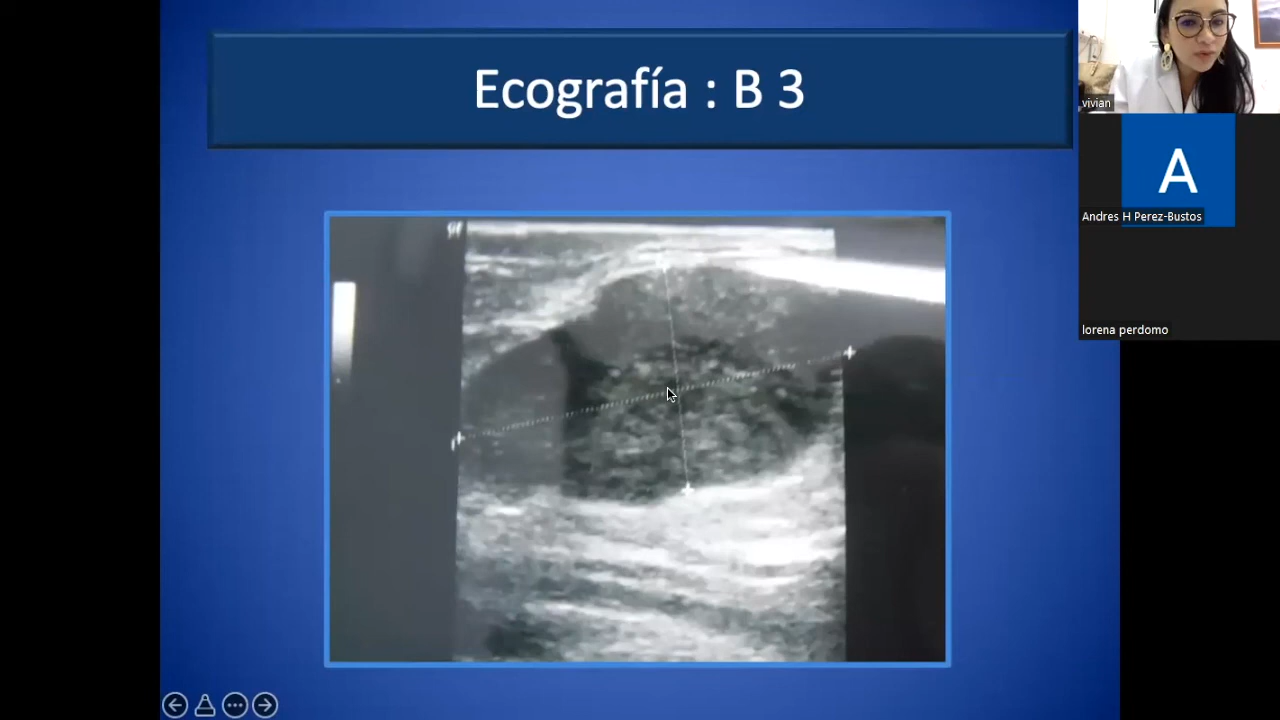 Ecografía : B 3
vivian
A
Andres H Perez-Bustos
lorena perdomo